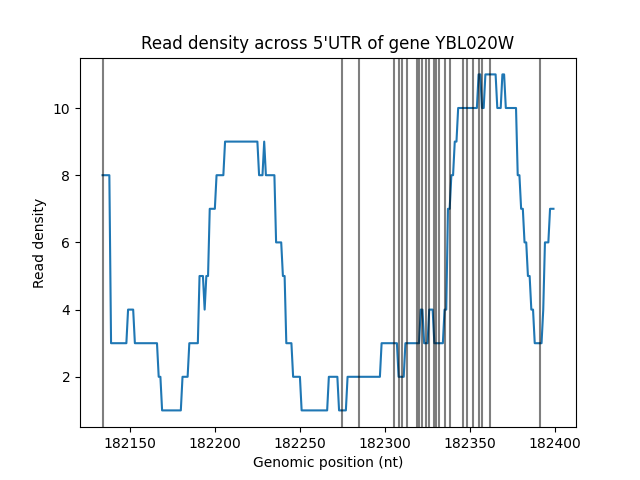 Read density across 5'UTR of gene YBL020W
Read density
10
8
6
4
2
182150 182200 182250 182300 182350 182400
Genomic position (nt)